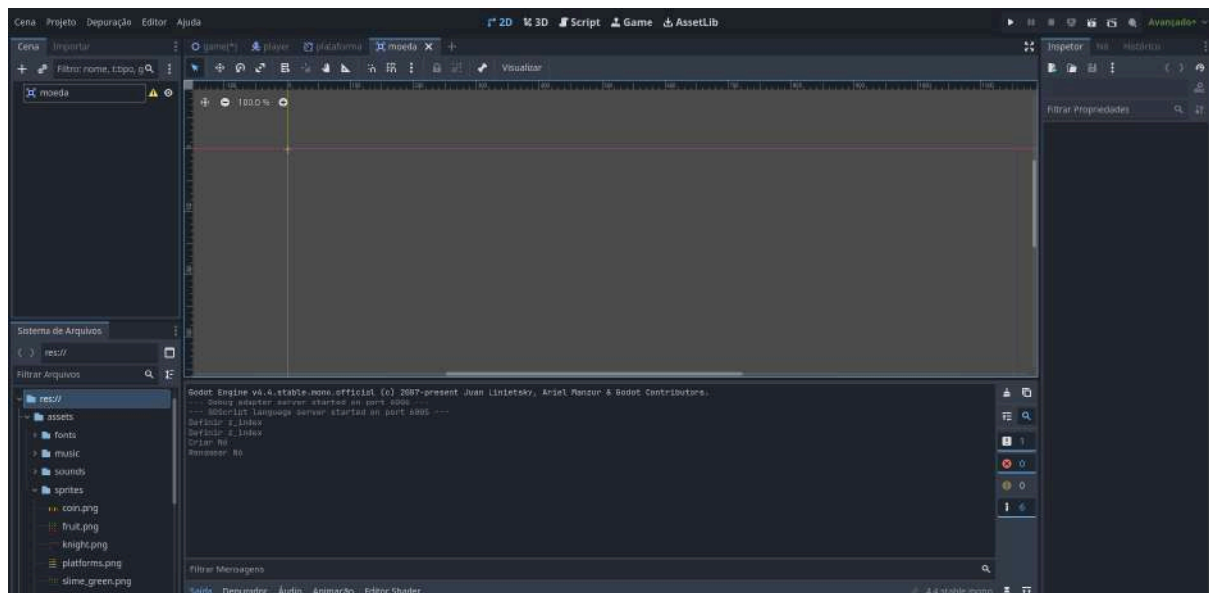 Cena Projeto Depuração Editor Ajuda
2D 3D Script Game AssetLib
Avançado+
Cena Importar
game(*) player plataforma moeda
Inspetor Nó Histórico
Filtro: nome, t:tipo, g
Visualizar
moeda
100.0 %
Filtrar Propriedades
Sistema de Arquivos
res://
Filtrar Arquivos
res://
assets
fonts
music
sounds
sprites
coin.png
fruit.png
knight.png
platforms.png
slime_green.png
Godot Engine v4.4.stable.mono.official (c) 2007-present Juan Linietsky, Ariel Manzur & Godot Contributors.
--- Debug adapter server started on port 6006 ---
--- GDScript language server started on port 6005 ---
Definir z_index
Definir z_index
Criar Nó
Renomear Nó
1
0
0
6
Filtrar Mensagens
Saída Depurador Áudio Animação Editor Shader
4.4.stable.mono